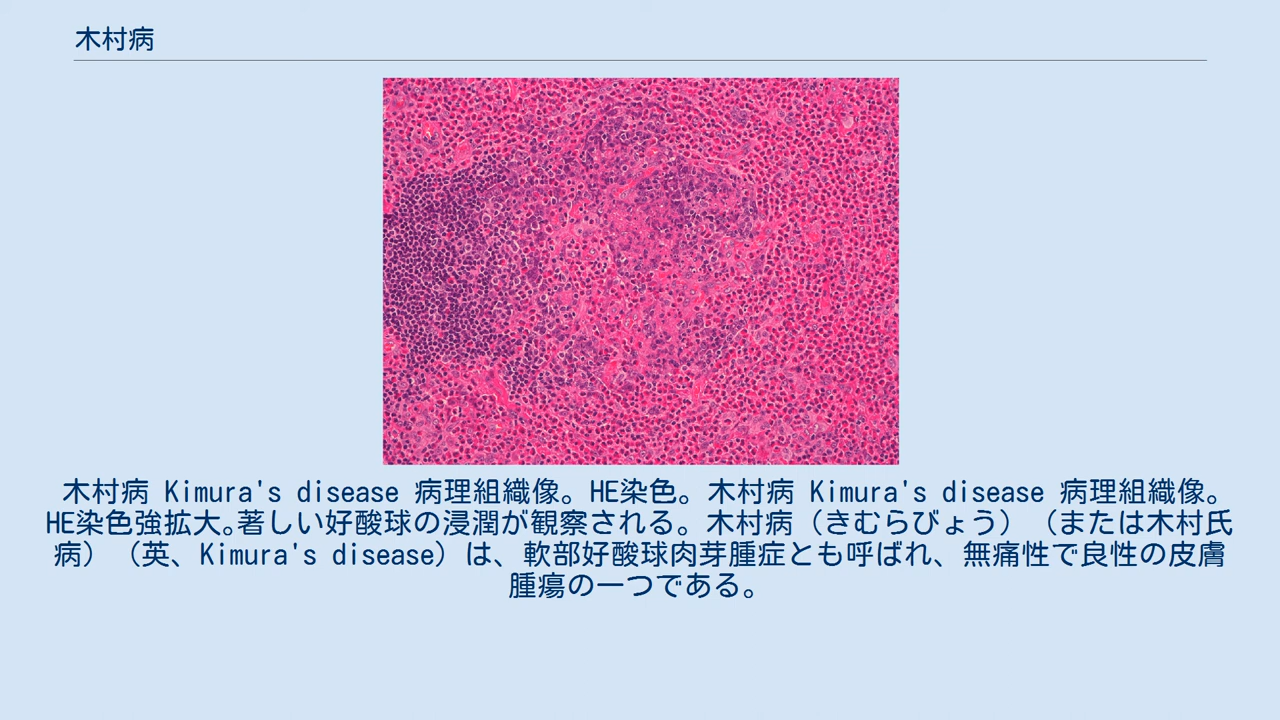 木村病
木村病 Kimura's disease 病理組織像。HE染色。木村病 Kimura's disease 病理組織像。
HE染色強拡大｡著しい好酸球の浸潤が観察される。木村病（きむらびょう）（または木村氏
病）（英、Kimura's disease）は、軟部好酸球肉芽腫症とも呼ばれ、無痛性で良性の皮膚
腫瘍の一つである。